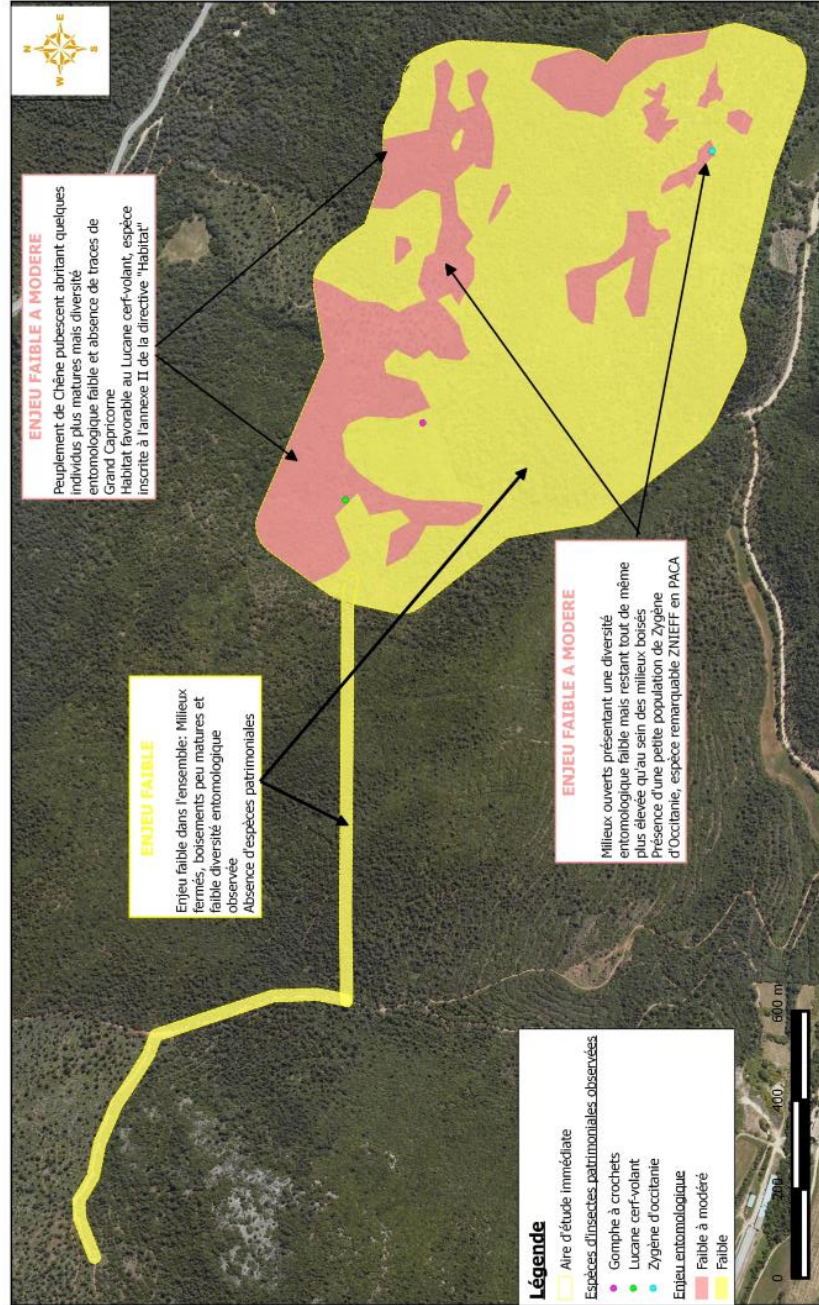 N
E
S
W
ENJEU FAIBLE A MODERE
Peuplement de Chêne pubescent abritant quelques
individus plus matures mais diversité
entomologique faible et absence de traces de
Grand Capricorne
Habitat favorable au Lucane cerf-volant, espèce
inscrite à l'annexe II de la directive "Habitat"
ENJEU FAIBLE
Enjeu faible dans l'ensemble: Milieux
fermés, boisements peu matures et
faible diversité entomologique
observée
Absence d'espèces patrimoniales
ENJEU FAIBLE A MODERE
Milieux ouverts présentant une diversité
entomologique faible mais restant tout de même
plus élevée qu'au sein des milieux boisés
Présence d'une petite population de Zygène
d'Occitanie, espèce remarquable ZNIEFF en PACA
Légende
Aire d'étude immédiate
Espèces d'insectes patrimoniales observées
Gomphe à crochets
Lucane cerf-volant
Zygène d'occitanie
Enjeu entomologique
Faible à modéré
Faible
0 200 400 600 m